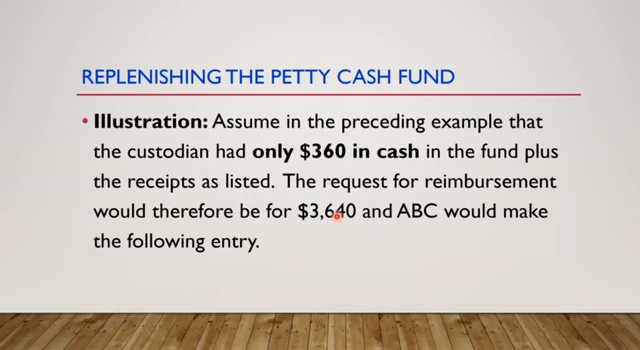 REPLENISHING THE PETTY CASH FUND
• Illustration: Assume in the preceding example that
the custodian had only $360 in cash in the fund plus
the receipts as listed. The request for reimbursement
would therefore be for $3,640 and ABC would make
the following entry.